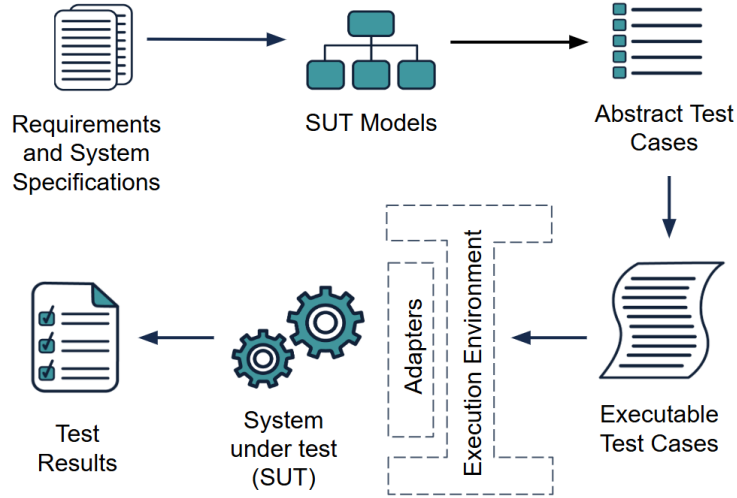 Requirements
and System
Specifications
SUT Models
Abstract Test
Cases
Executable
Test Cases
Execution Environment
Adapters
System
under test
(SUT)
Test
Results